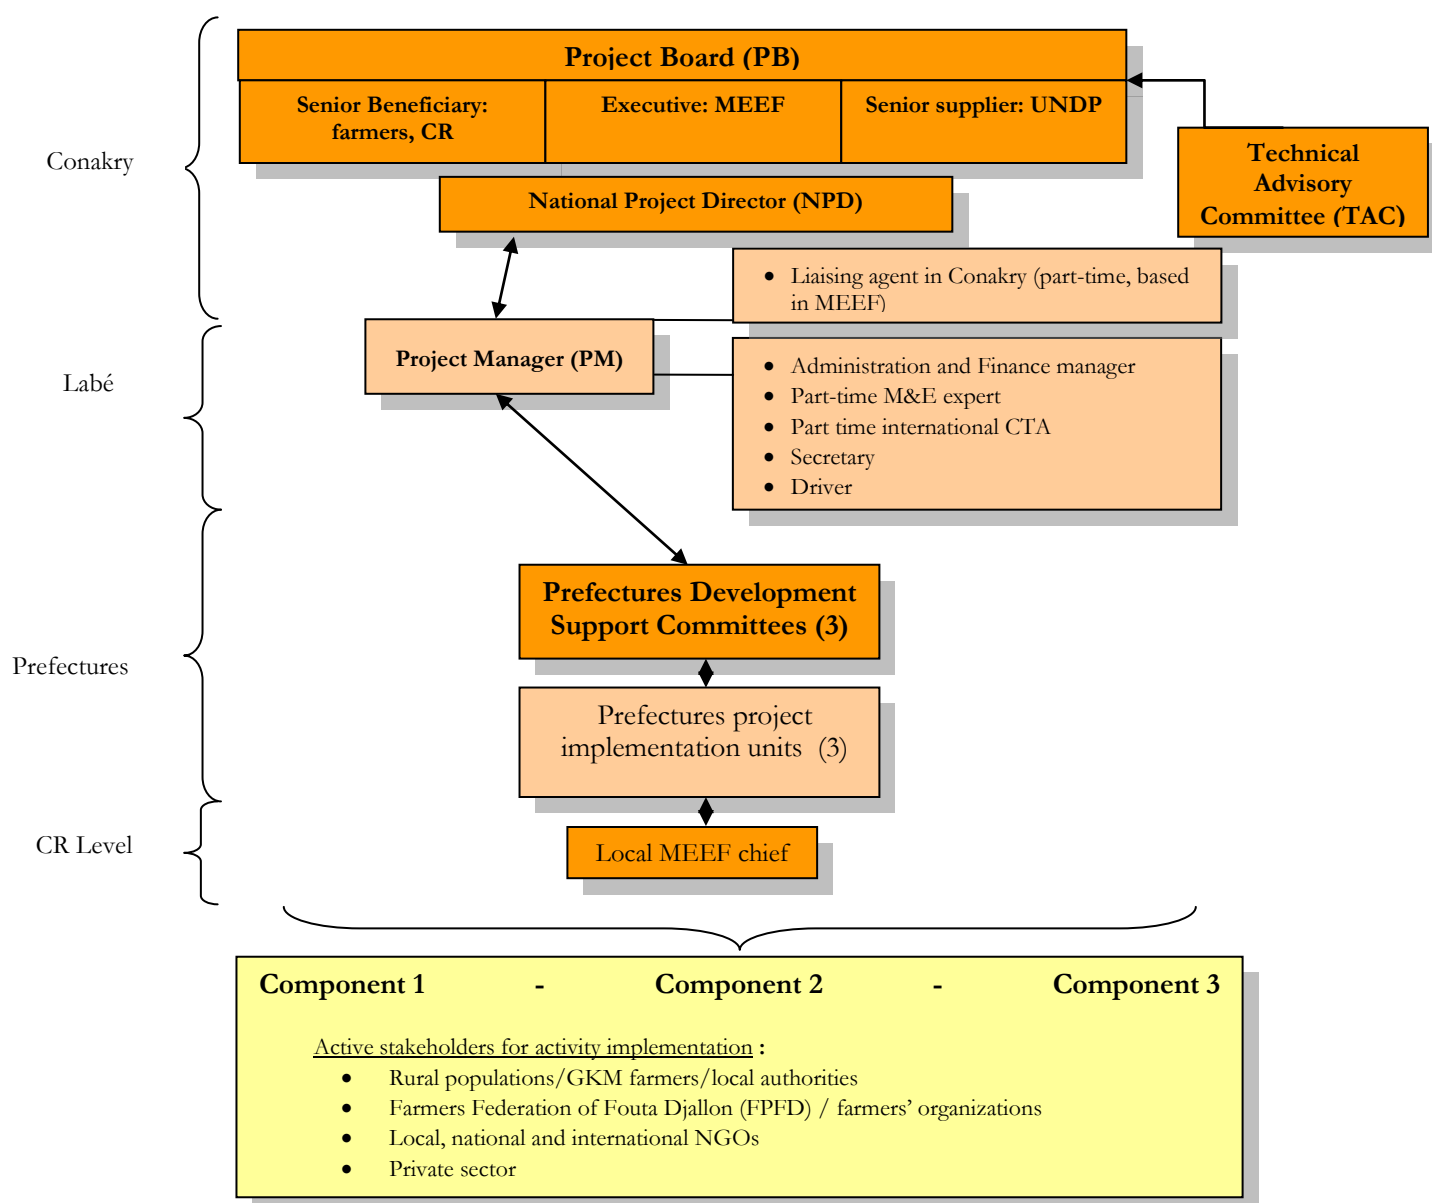 Project Board (PB)
Senior Beneficiary:
farmers, CR
Executive: MEEF
Senior supplier: UNDP
Conakry
Technical
Advisory
Committee (TAC)
National Project Director (NPD)
• Liaising agent in Conakry (part-time, based
in MEEF)
Project Manager (PM)
Labé
• Administration and Finance manager
• Part-time M&E expert
• Part time international CTA
• Secretary
• Driver
Prefectures Development
Support Committees (3)
Prefectures
Prefectures project
implementation units (3)
CR Level
Local MEEF chief
Component 1 - Component 2 - Component 3
Active stakeholders for activity implementation :
• Rural populations/GKM farmers/local authorities
• Farmers Federation of Fouta Djallon (FPFD) / farmers’ organizations
• Local, national and international NGOs
• Private sector